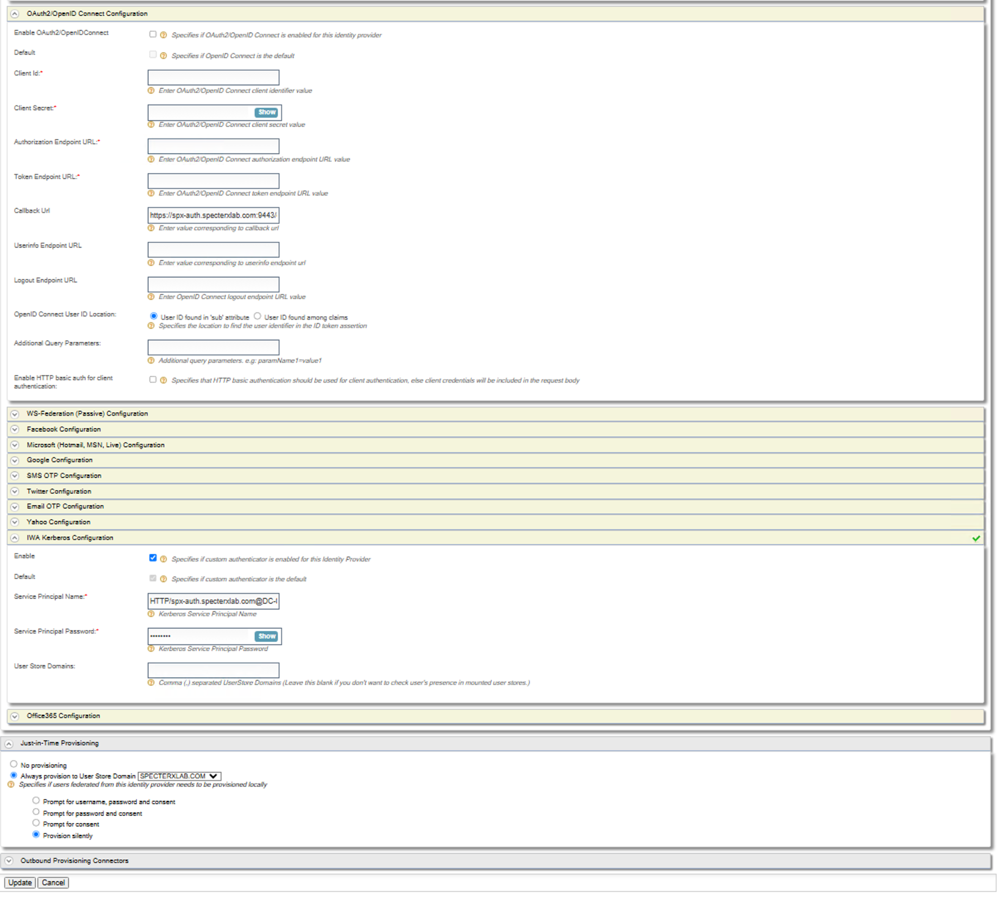 OAuth2/OpenID Connect Configuration
Enable OAuth2/OpenIDConnect
Specifies if OAuth2/OpenID Connect is enabled for this identity provider
Default
Specifies if OpenID Connect is the default
Client Id:*
Enter OAuth2/OpenID Connect client identifier value
Client Secret:*
Show
Enter OAuth2/OpenID Connect client secret value
Authorization Endpoint URL:*
Enter OAuth2/OpenID Connect authorization endpoint URL value
Token Endpoint URL:*
Enter OAuth2/OpenID Connect token endpoint URL value
Callback Url
https://spx-auth.specterxlab.com:9443/
Enter value corresponding to callback url
Userinfo Endpoint URL
Enter value corresponding to userinfo endpoint url
Logout Endpoint URL
Enter OpenID Connect logout endpoint URL value
OpenID Connect User ID Location:
User ID found in 'sub' attribute User ID found among claims
Specifies the location to find the user identifier in the ID token assertion
Additional Query Parameters:
Additional query parameters. e.g: paramName1=value1
Enable HTTP basic auth for client
authentication:
Specifies that HTTP basic authentication should be used for client authentication, else client credentials will be included in the request body
WS-Federation (Passive) Configuration
Facebook Configuration
Microsoft (Hotmail, MSN, Live) Configuration
Google Configuration
SMS OTP Configuration
Twitter Configuration
Email OTP Configuration
Yahoo Configuration
IWA Kerberos Configuration
Enable
Specifies if custom authenticator is enabled for this Identity Provider
Default
Specifies if custom authenticator is the default
Service Principal Name:*
HTTP/spx-auth.specterxlab.com@DC-
Kerberos Service Principal Name
Service Principal Password:*
••••••••
Show
Kerberos Service Principal Password
User Store Domains:
Comma (,) separated UserStore Domains (Leave this blank if you don't want to check user's presence in mounted user stores.)
Office365 Configuration
Just-in-Time Provisioning
No provisioning
Always provision to User Store Domain SPECTERXLAB.COM
Specifies if users federated from this identity provider needs to be provisioned locally
Prompt for username, password and consent
Prompt for password and consent
Prompt for consent
Provision silently
Outbound Provisioning Connectors
Update Cancel